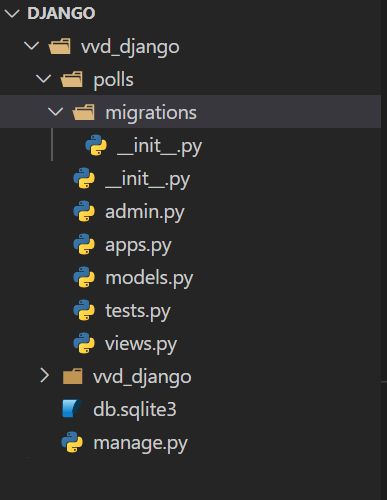 DJANGO
vvd_django
polls
migrations
__init__.py
__init__.py
admin.py
apps.py
models.py
tests.py
views.py
vvd_django
db.sqlite3
manage.py